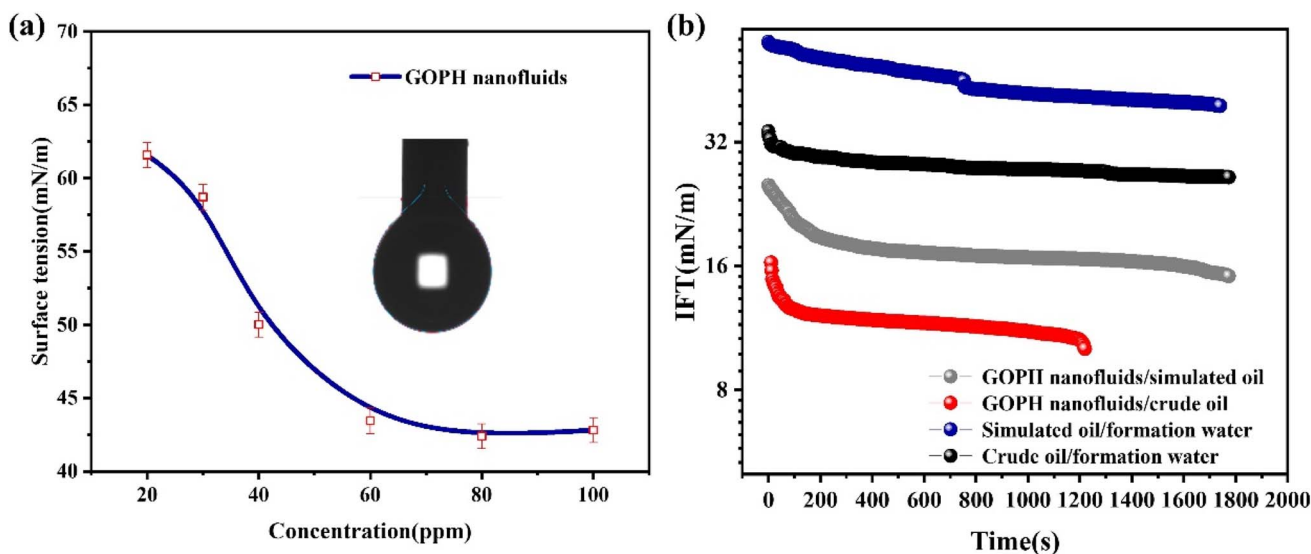 (a)
70
65
60
55
50
45
40
Surface tension(mN/m)
GOPH nanofluids
20 40 60 80 100
Concentration(ppm)
(b)
32
16
8
IFT(mN/m)
GOPH nanofluids/simulated oil
GOPH nanofluids/crude oil
Simulated oil/formation water
Crude oil/formation water
0 200 400 600 800 1000 1200 1400 1600 1800 2000
Time(s)